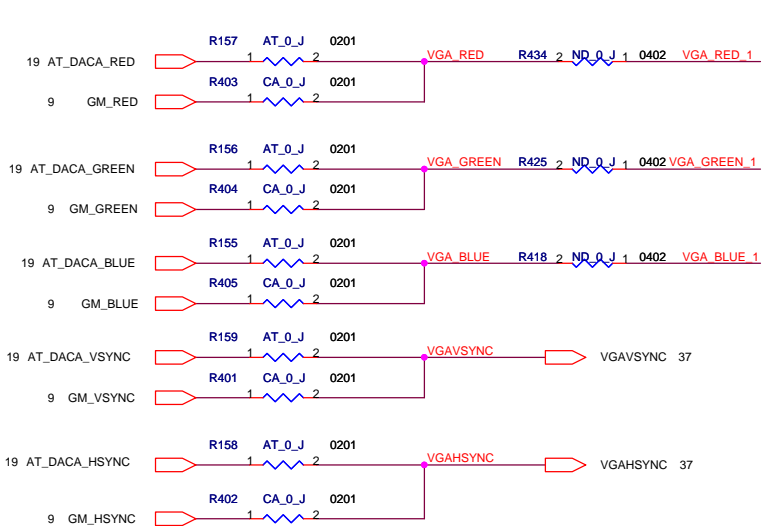 R157 AT_0_J 0201
19 AT_DACA_RED 1 2 VGA_RED R434 2 ND_0_J 1 0402 VGA_RED_1
R403 CA_0_J 0201
9 GM_RED 1 2
R156 AT_0_J 0201
19 AT_DACA_GREEN 1 2 VGA_GREEN R425 2 ND_0_J 1 0402 VGA_GREEN_1
R404 CA_0_J 0201
9 GM_GREEN 1 2
R155 AT_0_J 0201
19 AT_DACA_BLUE 1 2 VGA_BLUE R418 2 ND_0_J 1 0402 VGA_BLUE_1
R405 CA_0_J 0201
9 GM_BLUE 1 2
R159 AT_0_J 0201
19 AT_DACA_VSYNC 1 2 VGAVSYNC VGAVSYNC 37
R401 CA_0_J 0201
9 GM_VSYNC 1 2
R158 AT_0_J 0201
19 AT_DACA_HSYNC 1 2 VGAHSYNC VGAHSYNC 37
R402 CA_0_J 0201
9 GM_HSYNC 1 2